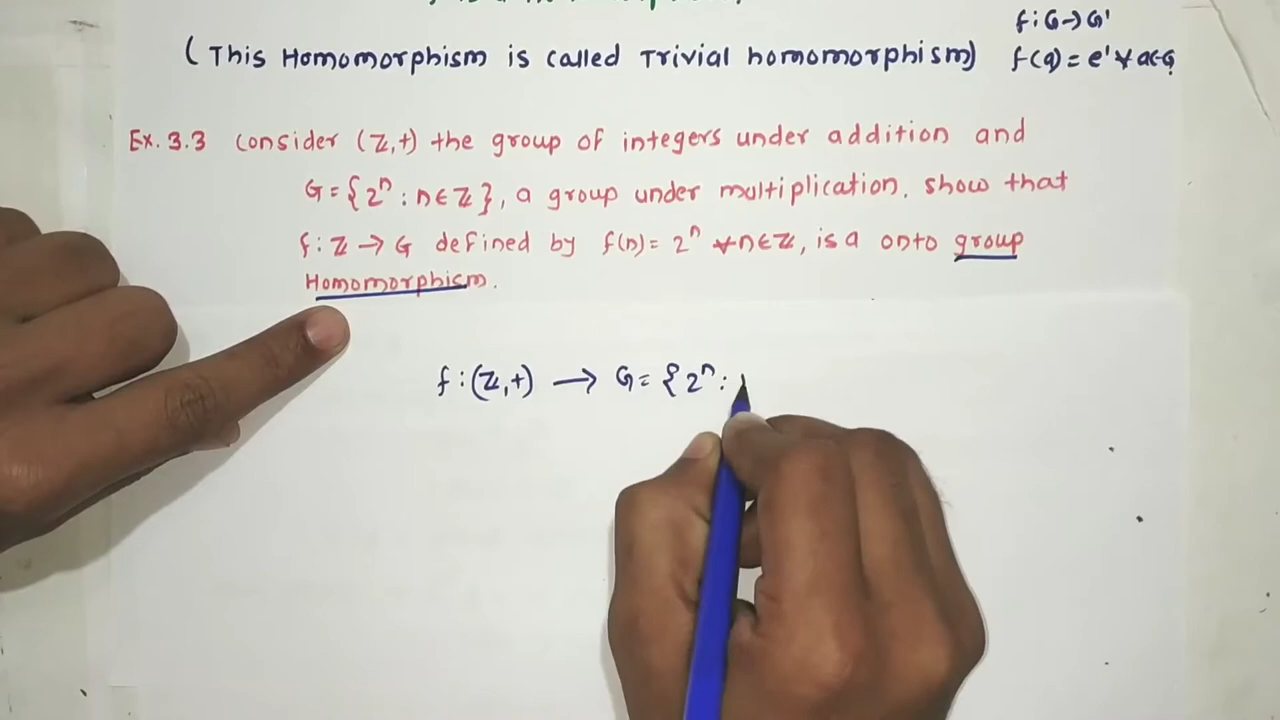 f:G→G'
(This Homomorphism is called Trivial homomorphism) f(a)=e' ∀ a∈G
Ex. 3.3 consider (ℤ,+) the group of integers under addition and
G={2ⁿ : n∈ℤ}, a group under multiplication. show that
f:ℤ → G defined by f(n)= 2ⁿ ∀n∈ℤ, is a onto group
Homomorphism.
f:(ℤ,+) → G={2ⁿ: